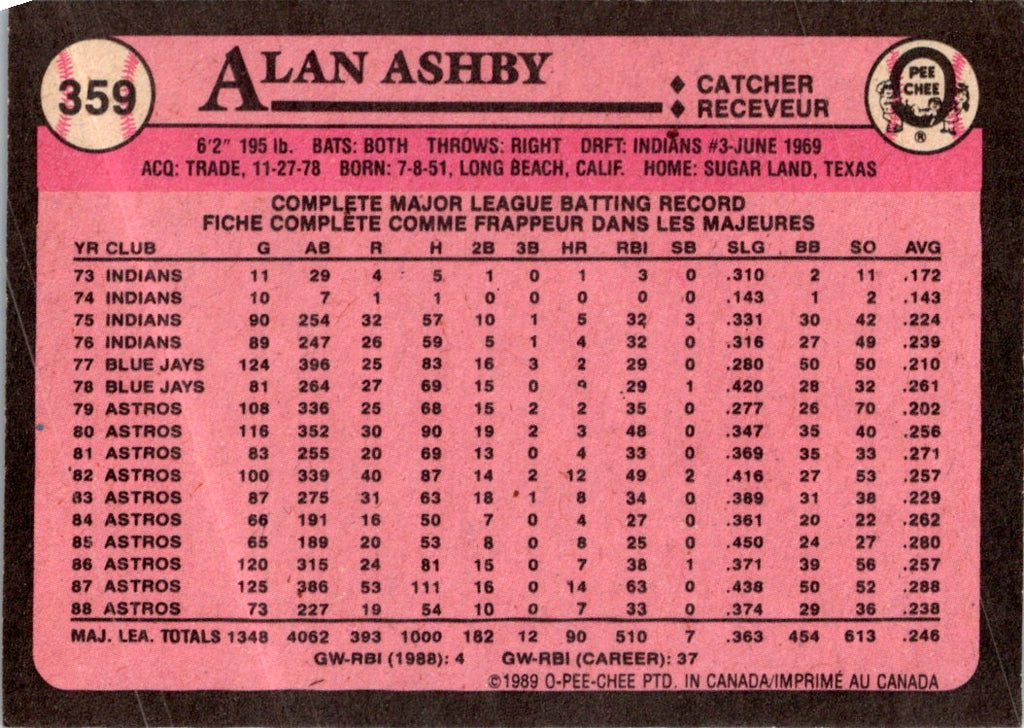 359
ALAN ASHBY
◆ CATCHER
◆ RECEVEUR
O
PEE
CHEE
®
6'2" 195 lb. BATS: BOTH THROWS: RIGHT DRFT: INDIANS #3-JUNE 1969
ACQ: TRADE, 11-27-78 BORN: 7-8-51, LONG BEACH, CALIF. HOME: SUGAR LAND, TEXAS
COMPLETE MAJOR LEAGUE BATTING RECORD
FICHE COMPLÈTE COMME FRAPPEUR DANS LES MAJEURES
YR CLUB G AB R H 2B 3B HR RBI SB SLG BB SO AVG
73 INDIANS 11 29 4 5 1 0 1 3 0 .310 2 11 .172
74 INDIANS 10 7 1 1 0 0 0 0 0 .143 1 2 .143
75 INDIANS 90 254 32 57 10 1 5 32 3 .331 30 42 .224
76 INDIANS 89 247 26 59 5 1 4 32 0 .316 27 49 .239
77 BLUE JAYS 124 396 25 83 16 3 2 29 0 .280 50 50 .210
78 BLUE JAYS 81 264 27 69 15 0 29 1 .420 28 32 .261
79 ASTROS 108 336 25 68 15 2 2 35 0 .277 26 70 .202
80 ASTROS 116 352 30 90 19 2 3 48 0 .347 35 40 .256
81 ASTROS 83 255 20 69 13 0 4 33 0 .369 35 33 .271
82 ASTROS 100 339 40 87 14 2 12 49 2 .416 27 53 .257
83 ASTROS 87 275 31 63 18 1 8 34 0 .389 31 38 .229
84 ASTROS 66 191 16 50 7 0 4 27 0 .361 20 22 .262
85 ASTROS 65 189 20 53 8 0 8 25 0 .450 24 27 .280
86 ASTROS 120 315 24 81 15 0 7 38 1 .371 39 56 .257
87 ASTROS 125 386 53 111 16 0 14 63 0 .438 50 52 .288
88 ASTROS 73 227 19 54 10 0 7 33 0 .374 29 36 .238
MAJ. LEA. TOTALS 1348 4062 393 1000 182 12 90 510 7 .363 454 613 .246
GW-RBI (1988): 4 GW-RBI (CAREER): 37
©1989 O-PEE-CHEE PTD. IN CANADA/IMPRIMÉ AU CANADA